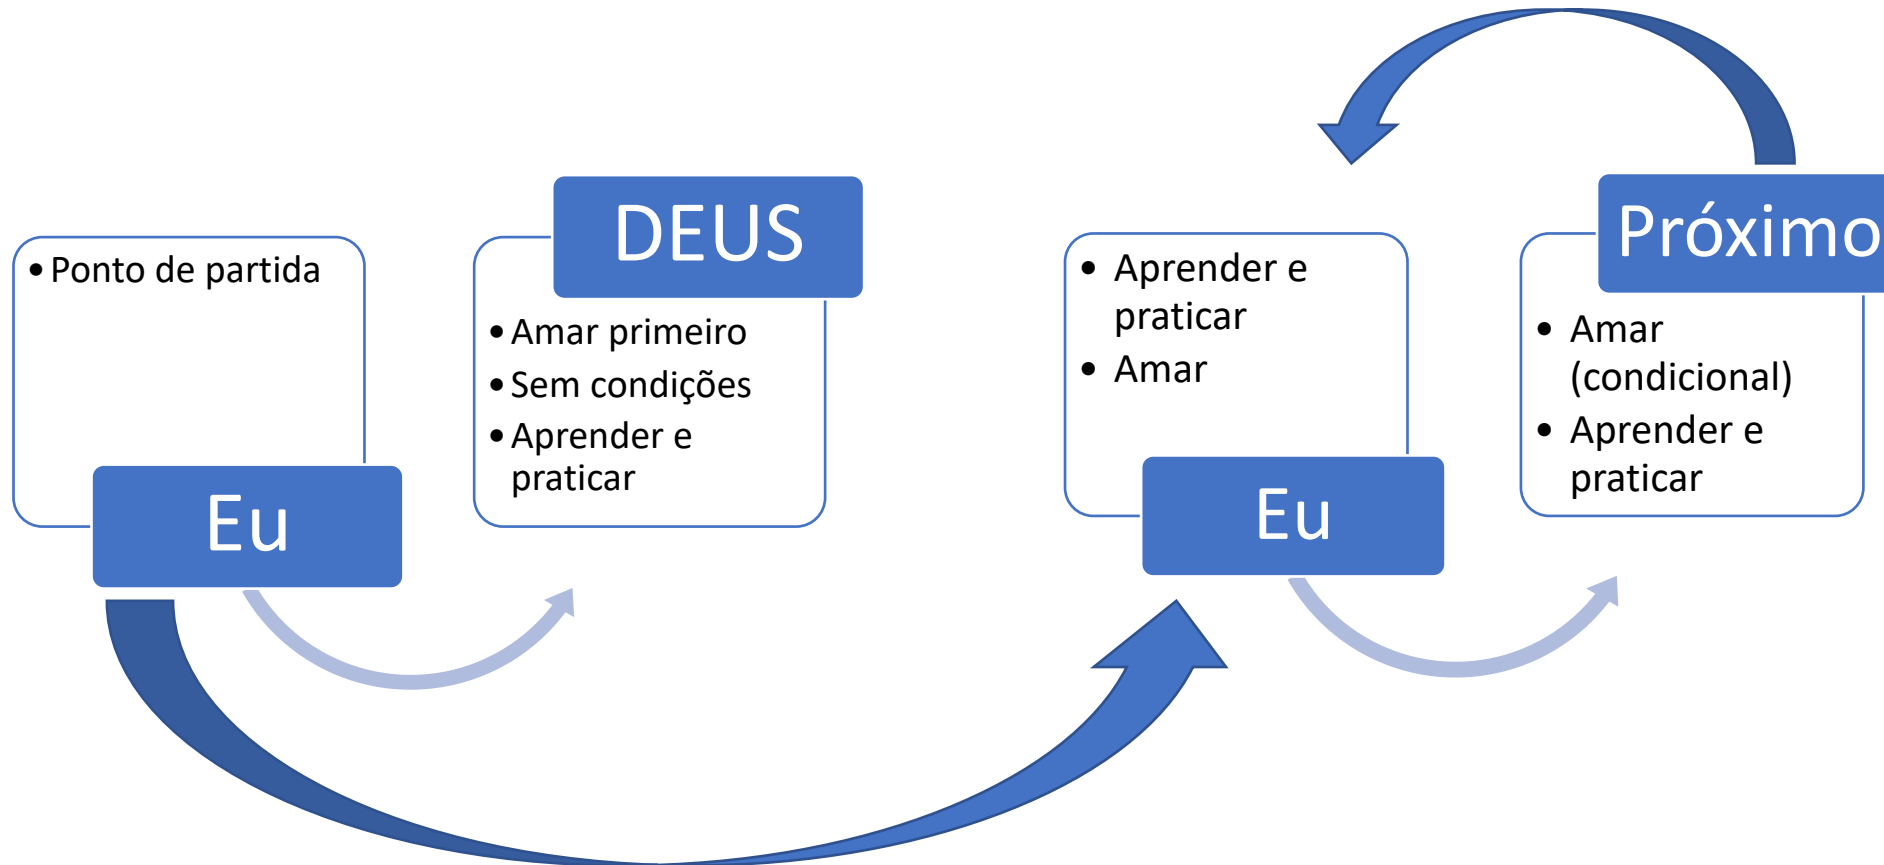 • Ponto de partida
Eu
DEUS
• Amar primeiro
• Sem condições
• Aprender e
praticar
• Aprender e
praticar
• Amar
Eu
Próximo
• Amar
(condicional)
• Aprender e
praticar